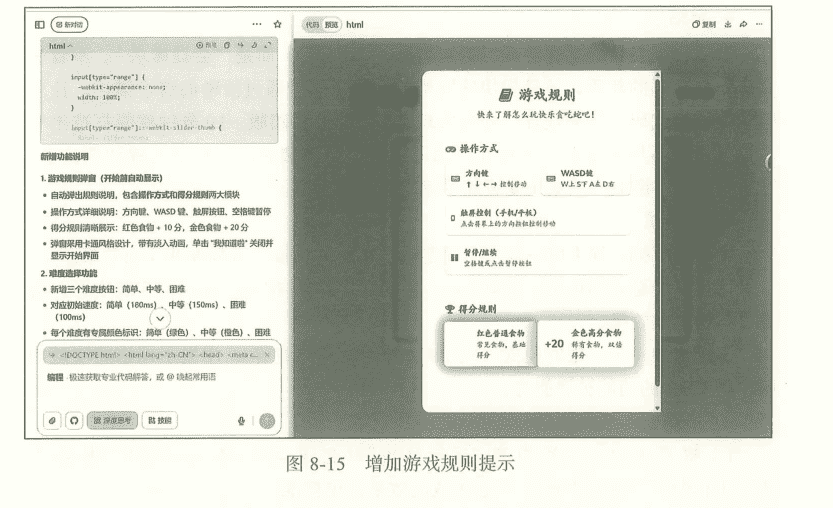 新对话
html
预览
}
input[type="range"] {
-webkit-appearance: none;
width: 100%;
}
input[type="range"]::-webkit-slider-thumb {
新增功能说明
1. 游戏规则弹窗（开始前自动显示）
• 自动弹出规则说明，包含操作方式和得分规则两大模块
• 操作方式详细说明：方向键、WASD 键、触屏按钮、空格键暂停
• 得分规则清晰展示：红色食物 + 10 分，金色食物 + 20 分
• 弹窗采用卡通风格设计，带有淡入动画，单击 "我知道啦" 关闭并
显示开始界面
2. 难度选择功能
• 新增三个难度按钮：简单、中等、困难
• 对应初始速度：简单（180ms）、中等（150ms）、困难
（100ms）
• 每个难度有专属颜色标识：简单（绿色）、中等（橙色）、困难
<!DOCTYPE html> <html lang="zh-CN"> <head> <meta c...
编程 · 极速获取专业代码解答，或 @ 唤起常用语
深度思考
技能
代码 预览 html
复制
游戏规则
快来了解怎么玩快乐贪吃蛇吧！
操作方式
方向键
↑ ↓ ← → 控制移动
WASD键
W上 S下 A左 D右
触屏控制（手机/平板）
点击屏幕上的方向按钮控制移动
暂停/继续
空格键或点击暂停按钮
得分规则
红色普通食物
常见食物，基础
得分
+20
金色高分食物
稀有食物，双倍
得分
图 8-15 增加游戏规则提示